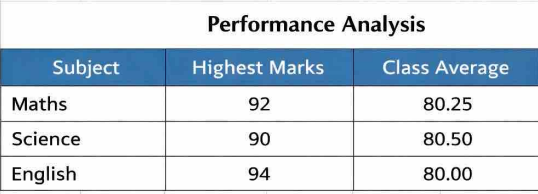 Performance Analysis
Subject Highest Marks Class Average
Maths 92 80.25
Science 90 80.50
English 94 80.00